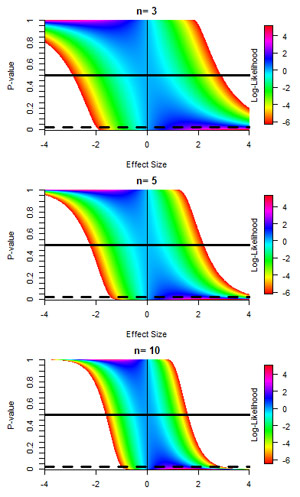 n= 3
P-value
0 0.2 0.4 0.6 0.8 1
-4 -2 0 2 4
Effect Size
Log-Likelihood
4 2 0 -2 -4 -6
n= 5
P-value
0 0.2 0.4 0.6 0.8 1
-4 -2 0 2 4
Effect Size
Log-Likelihood
4 2 0 -2 -4 -6
n= 10
P-value
0 0.2 0.4 0.6 0.8 1
-4 -2 0 2 4
Log-Likelihood
4 2 0 -2 -4 -6